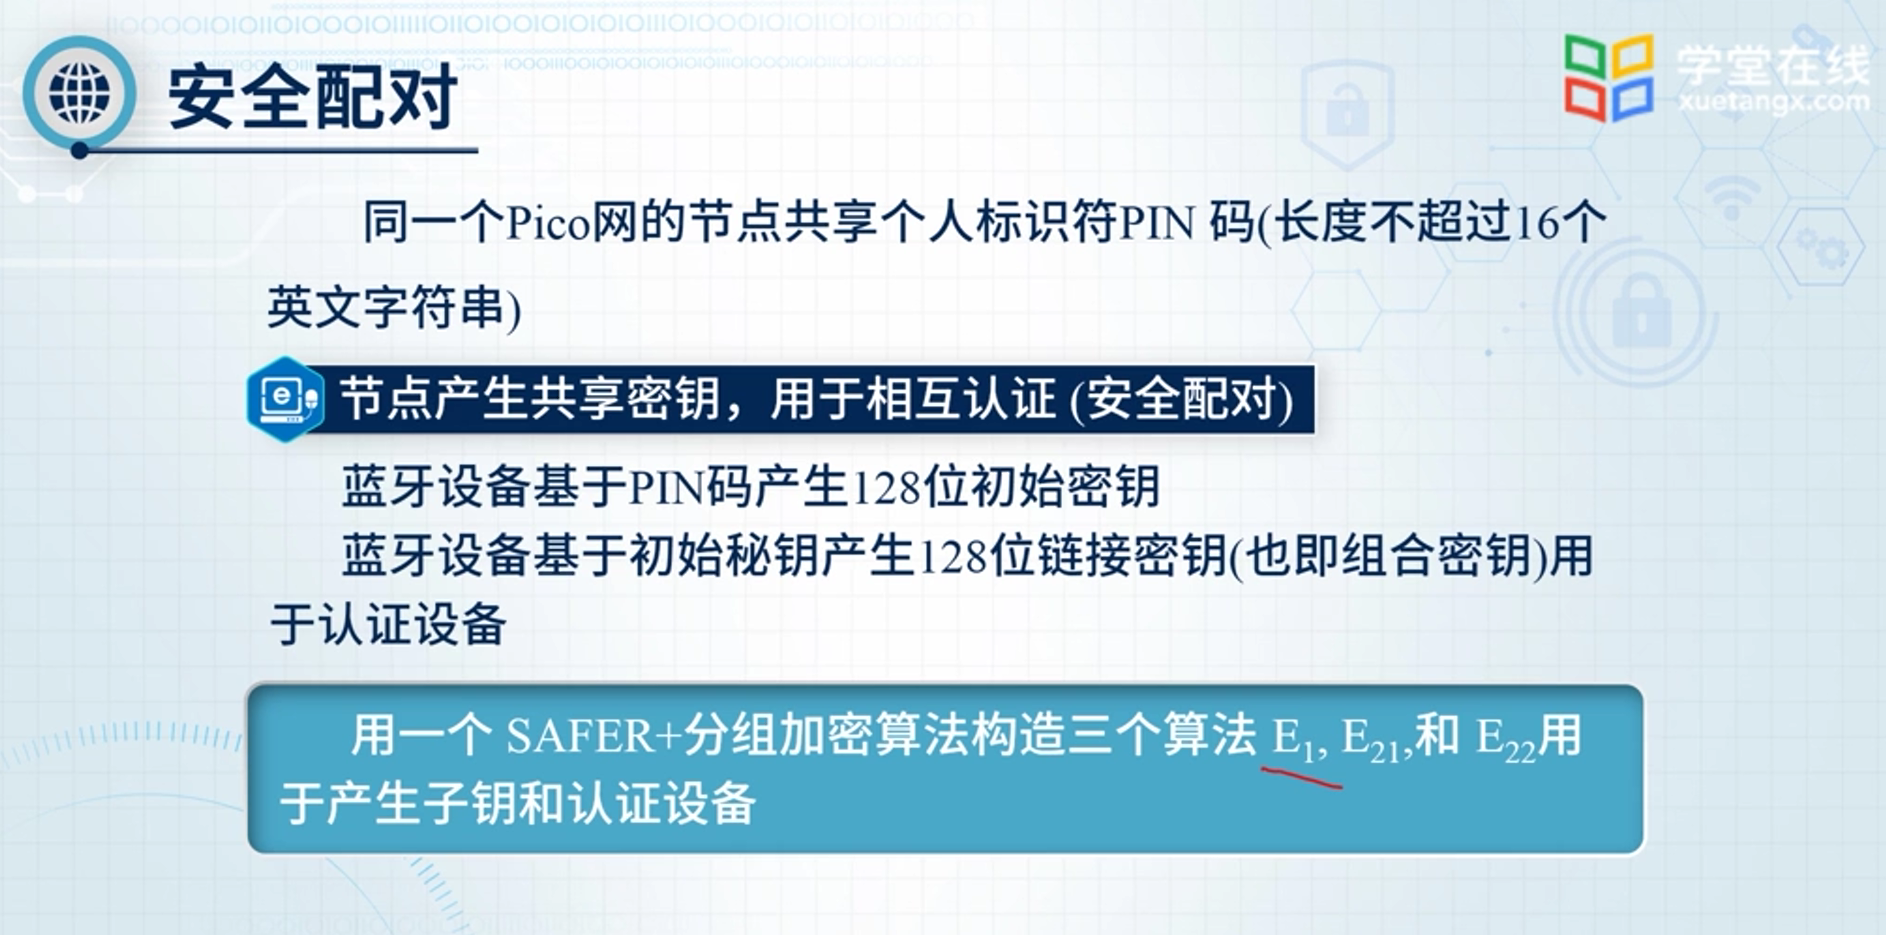 安全配对
学堂在线
xuetangx.com
同一个Pico网的节点共享个人标识符PIN 码(长度不超过16个
英文字符串)
节点产生共享密钥，用于相互认证 (安全配对)
蓝牙设备基于PIN码产生128位初始密钥
蓝牙设备基于初始秘钥产生128位链接密钥(也即组合密钥)用
于认证设备
用一个 SAFER+分组加密算法构造三个算法 E1, E21,和 E22用
于产生子钥和认证设备